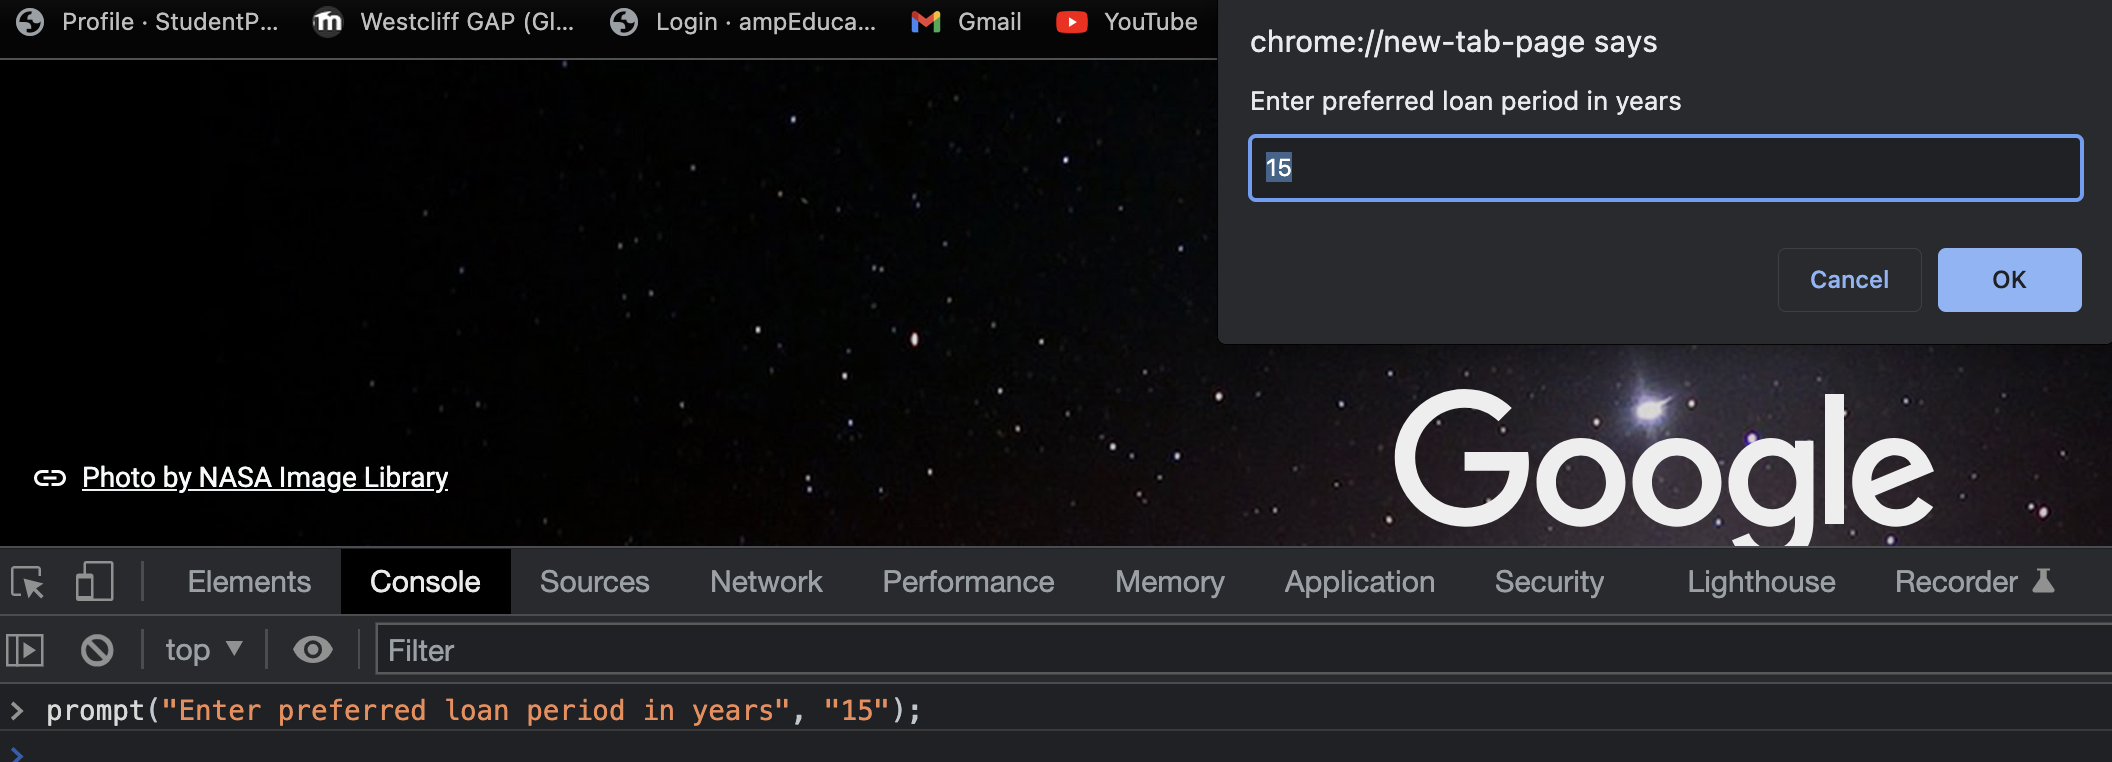 Profile · StudentP... Westcliff GAP (Gl... Login · ampEduca... Gmail YouTube
chrome://new-tab-page says
Enter preferred loan period in years
15
Cancel OK
Google
Photo by NASA Image Library
Elements Console Sources Network Performance Memory Application Security Lighthouse Recorder
top Filter
> prompt("Enter preferred loan period in years", "15");
>